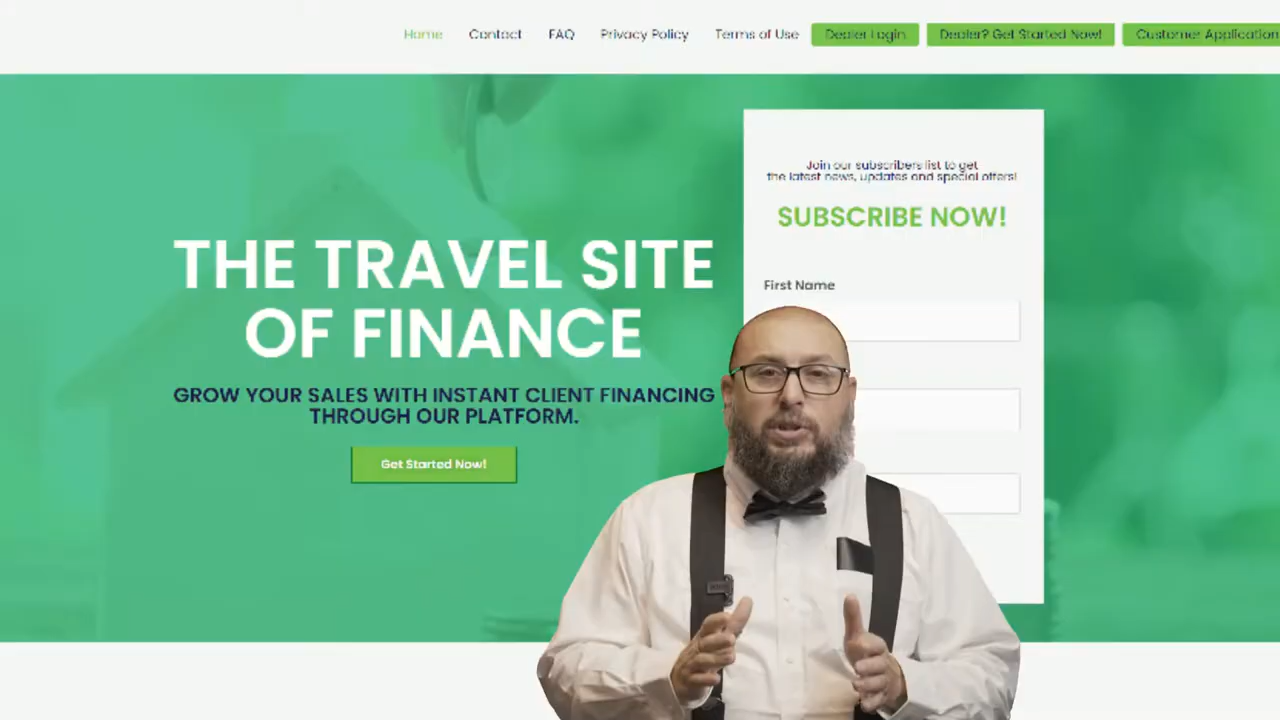 Home Contact FAQ Privacy Policy Terms of Use Dealer Login Dealer? Get Started Now! Customer Application
Join our subscribers list to get
the latest news, updates and special offers!
SUBSCRIBE NOW!
First Name
THE TRAVEL SITE
OF FINANCE
GROW YOUR SALES WITH INSTANT CLIENT FINANCING
THROUGH OUR PLATFORM.
Get Started Now!